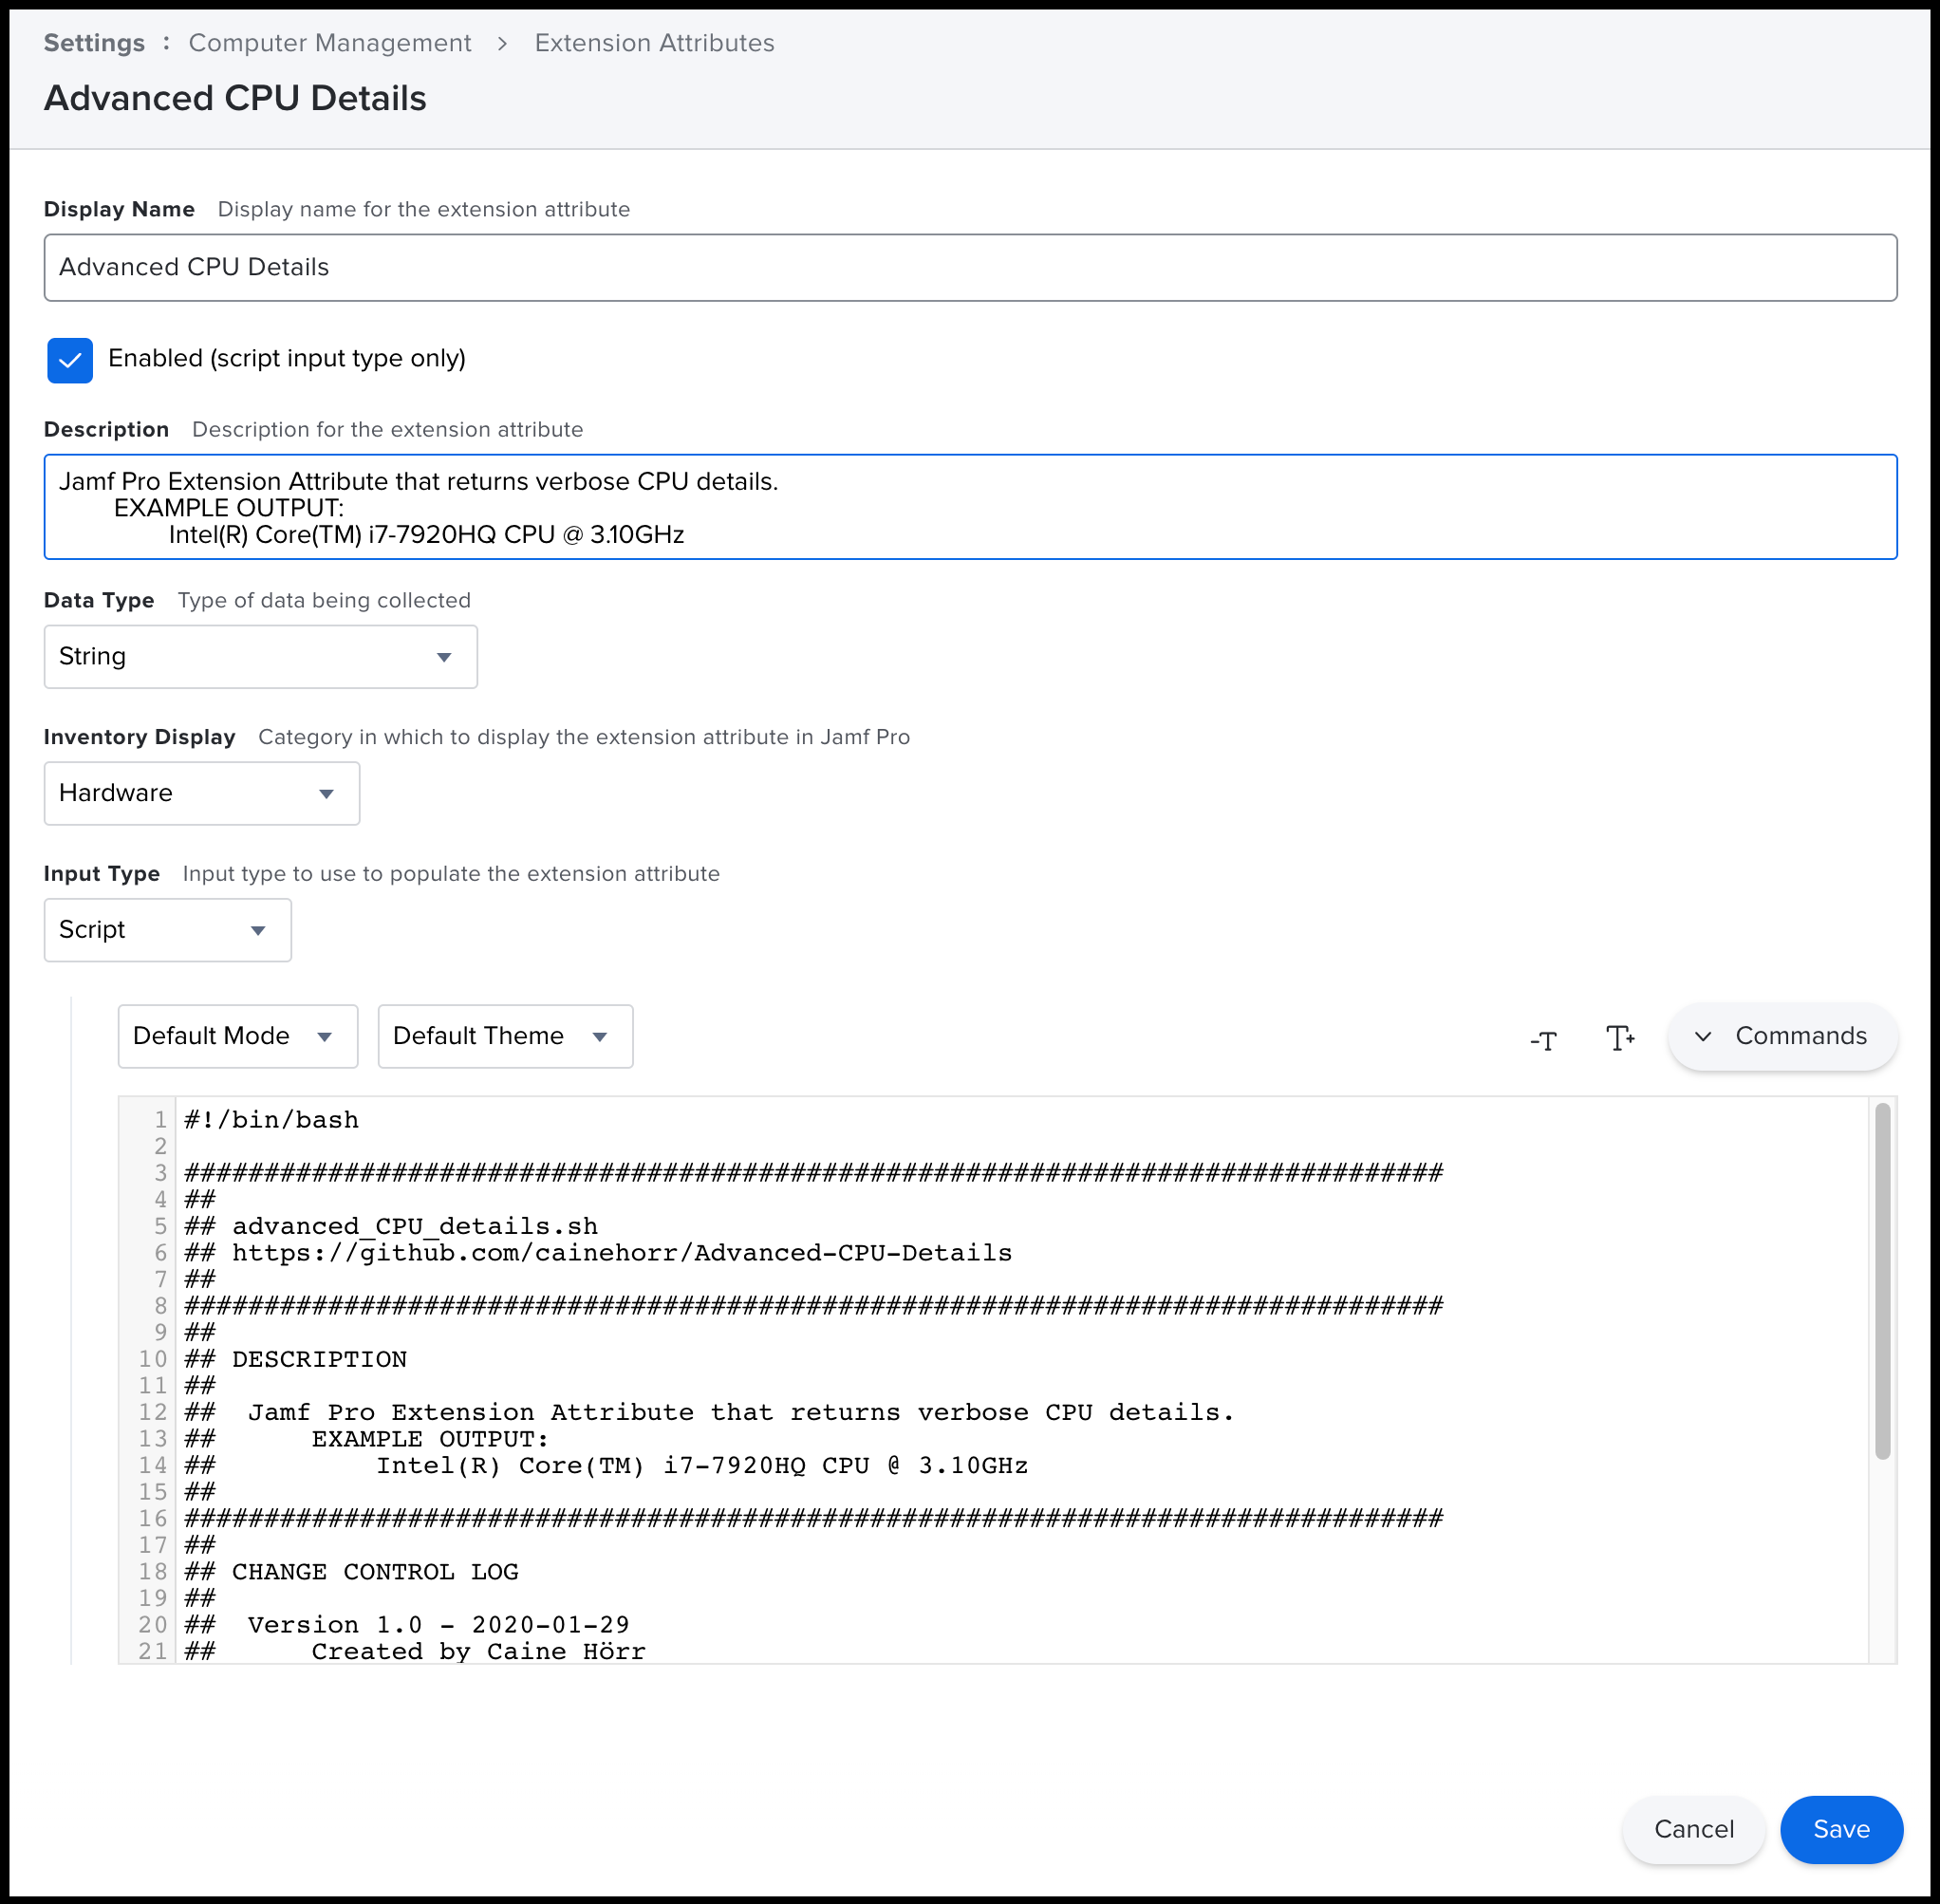 Settings : Computer Management > Extension Attributes
Advanced CPU Details
Display Name Display name for the extension attribute
Advanced CPU Details
Enabled (script input type only)
Description Description for the extension attribute
Jamf Pro Extension Attribute that returns verbose CPU details.
EXAMPLE OUTPUT:
Intel(R) Core(TM) i7-7920HQ CPU @ 3.10GHz
Data Type Type of data being collected
String
Inventory Display Category in which to display the extension attribute in Jamf Pro
Hardware
Input Type Input type to use to populate the extension attribute
Script
Default Mode Default Theme -T T+ Commands
1 #!/bin/bash
2
3 ###############################################################################
4 ##
5 ## advanced_CPU_details.sh
6 ## https://github.com/cainehorr/Advanced-CPU-Details
7 ##
8 ###############################################################################
9 ##
10 ## DESCRIPTION
11 ##
12 ##  Jamf Pro Extension Attribute that returns verbose CPU details.
13 ##      EXAMPLE OUTPUT:
14 ##          Intel(R) Core(TM) i7-7920HQ CPU @ 3.10GHz
15 ##
16 ###############################################################################
17 ##
18 ## CHANGE CONTROL LOG
19 ##
20 ##  Version 1.0 - 2020-01-29
21 ##      Created by Caine Hörr
Cancel Save